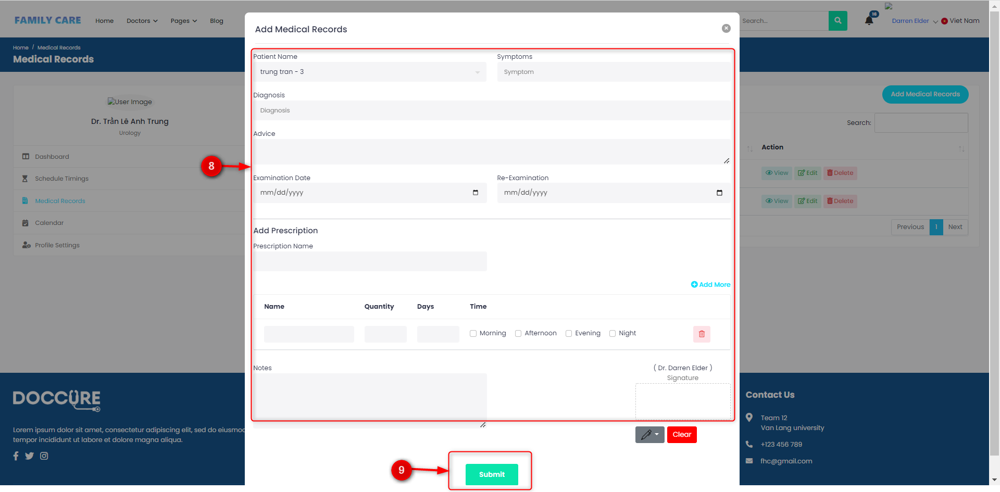 FAMILY CARE
Home
Doctors
Pages
Blog
Search...
16
Darren Elder
Viet Nam
Home / Medical Records
Medical Records
User Image
Dr. Trần Lê Anh Trung
Urology
Dashboard
Schedule Timings
Medical Records
Calendar
Profile Settings
Add Medical Records
Patient Name
Symptoms
trung tran - 3
Symptom
Diagnosis
Diagnosis
Advice
8
Examination Date
Re-Examination
mm/dd/yyyy
mm/dd/yyyy
Add Prescription
Prescription Name
Add More
Name Quantity Days Time
Morning Afternoon Evening Night
Notes
( Dr. Darren Elder )
Signature
Clear
9
Submit
Add Medical Records
Search:
Action
View Edit Delete
View Edit Delete
Previous 1 Next
DOCCURE
Lorem ipsum dolor sit amet, consectetur adipiscing elit, sed do eiusmod
tempor incididunt ut labore et dolore magna aliqua.
Contact Us
Team 12
Van Lang university
+123 456 789
fhc@gmail.com